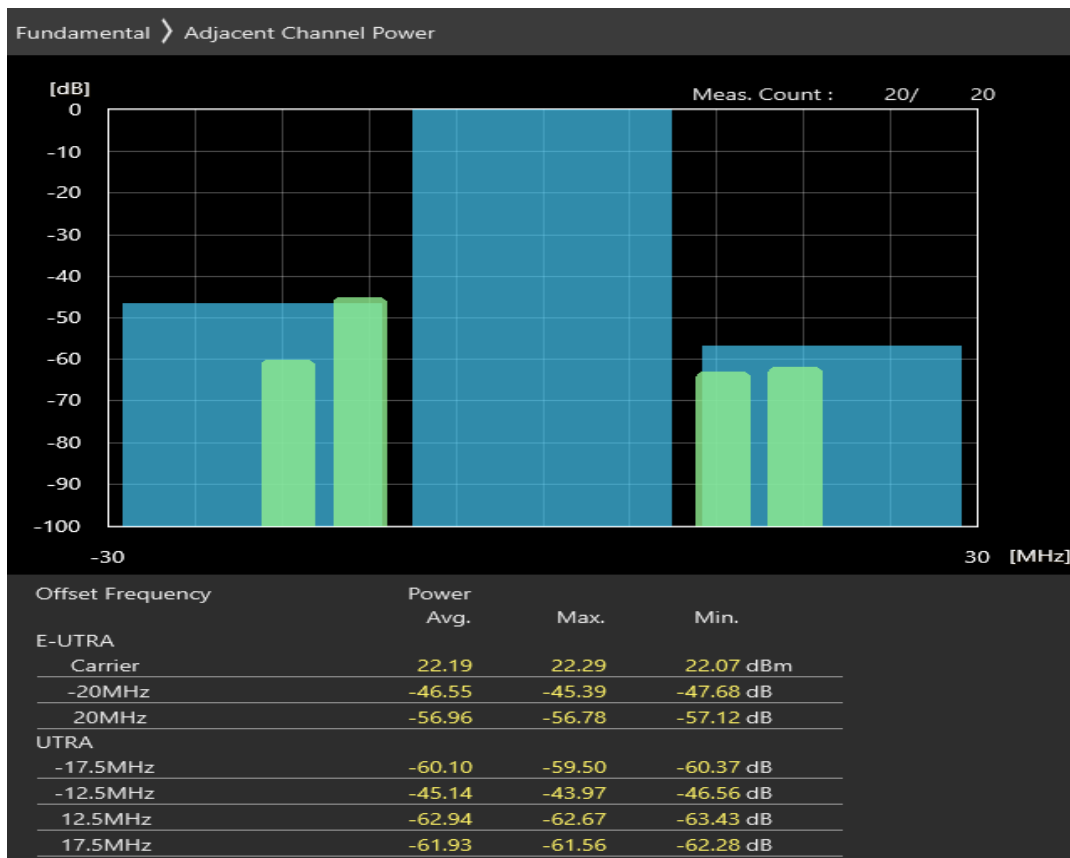 Fundamental 〉 Adjacent Channel Power
[dB]
Meas. Count : 20/ 20
0
-10
-20
-30
-40
-50
-60
-70
-80
-90
-100
-30 30 [MHz]
Offset Frequency Power
Avg. Max. Min.
E-UTRA
Carrier 22.19 22.29 22.07 dBm
-20MHz -46.55 -45.39 -47.68 dB
20MHz -56.96 -56.78 -57.12 dB
UTRA
-17.5MHz -60.10 -59.50 -60.37 dB
-12.5MHz -45.14 -43.97 -46.56 dB
12.5MHz -62.94 -62.67 -63.43 dB
17.5MHz -61.93 -61.56 -62.28 dB